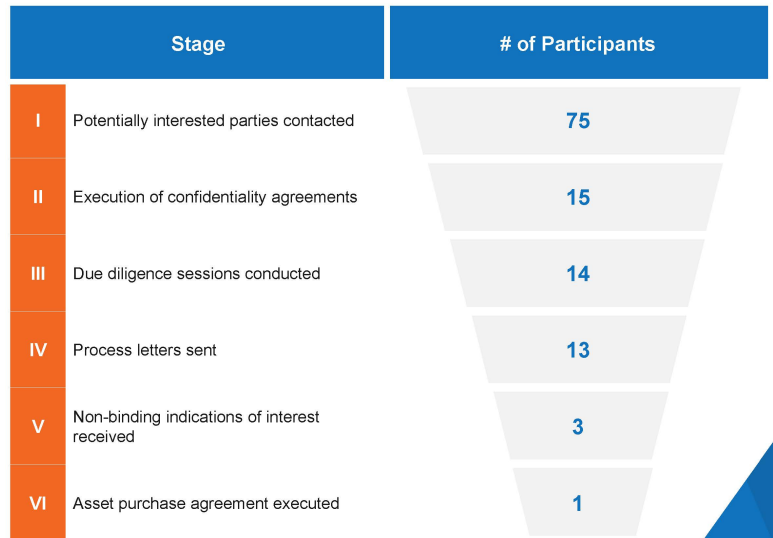 Stage # of Participants
I Potentially interested parties contacted 75
II Execution of confidentiality agreements 15
III Due diligence sessions conducted 14
IV Process letters sent 13
V Non-binding indications of interest
received 3
VI Asset purchase agreement executed 1